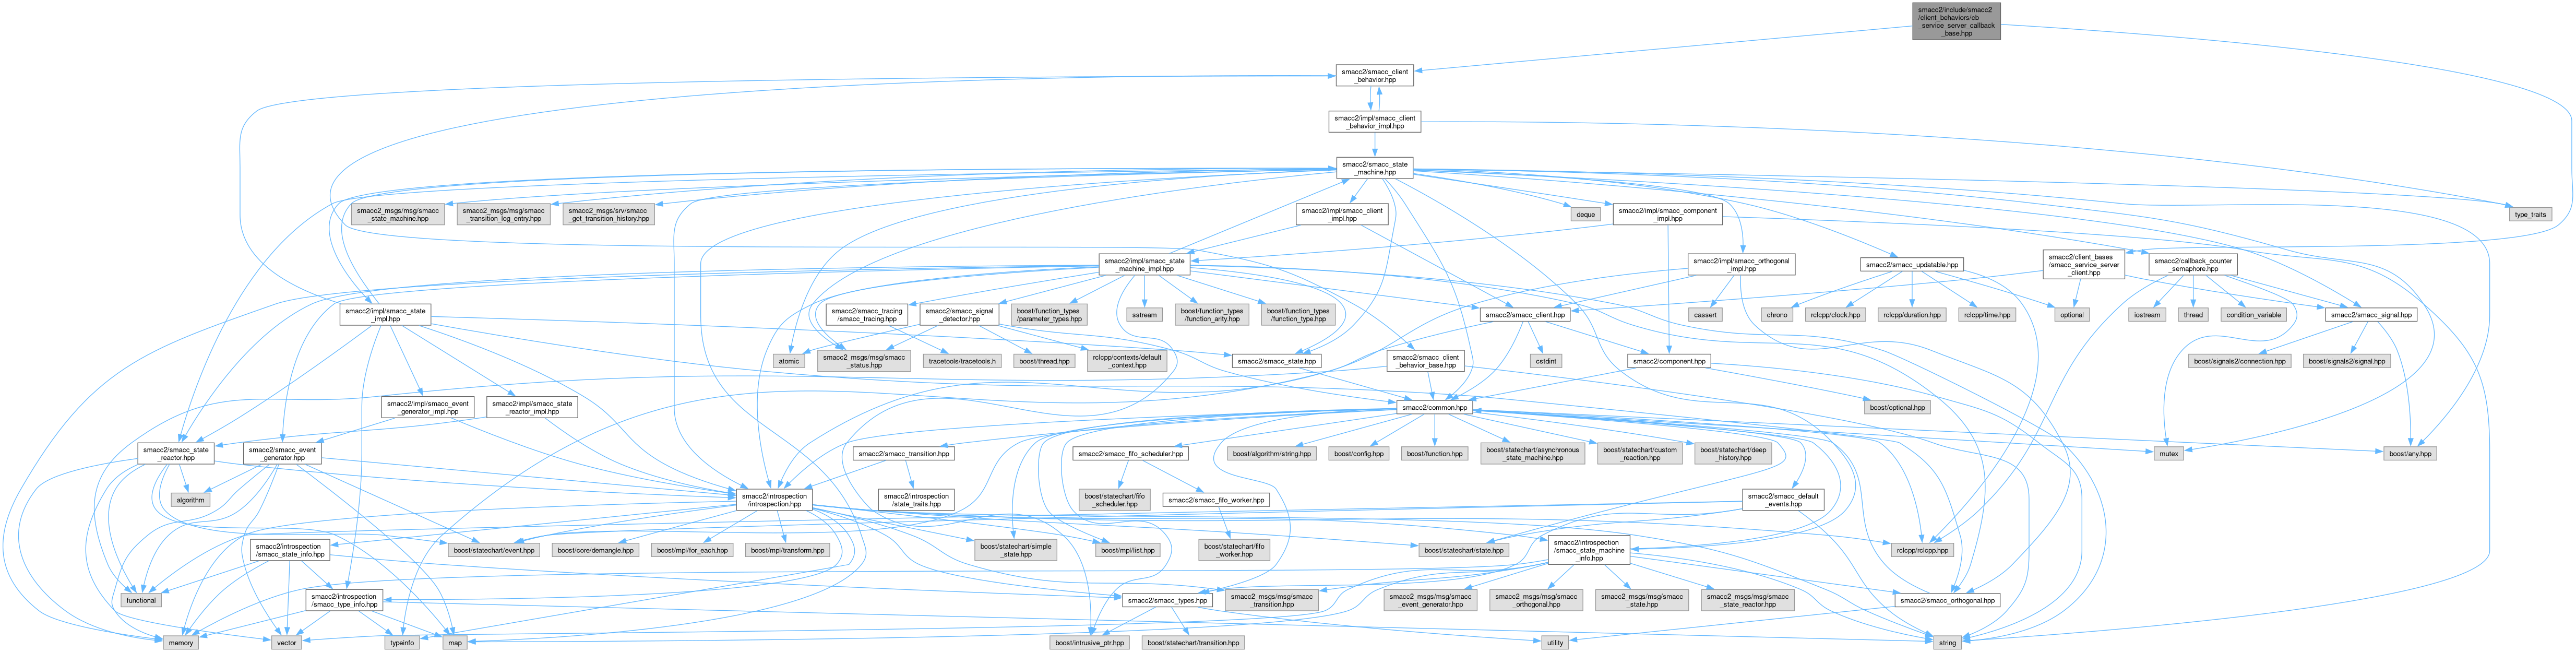 smacc2/include/smacc2
/client_behaviors/cb
_service_server_callback
_base.hpp
smacc2/smacc_client
_behavior.hpp
smacc2/impl/smacc_client
_behavior_impl.hpp
smacc2/smacc_state
_machine.hpp
smacc2_msgs/msg/smacc
_state_machine.hpp
smacc2_msgs/msg/smacc
_transition_log_entry.hpp
smacc2_msgs/srv/smacc
_get_transition_history.hpp
smacc2/impl/smacc_client
_impl.hpp
deque
smacc2/impl/smacc_component
_impl.hpp
type_traits
smacc2/impl/smacc_state
_machine_impl.hpp
smacc2/impl/smacc_orthogonal
_impl.hpp
smacc2/smacc_updatable.hpp
smacc2/client_bases
/smacc_service_server
_client.hpp
smacc2/callback_counter
_semaphore.hpp
smacc2/impl/smacc_state
_impl.hpp
smacc2/smacc_tracing
/smacc_tracing.hpp
smacc2/smacc_signal
_detector.hpp
boost/function_types
/parameter_types.hpp
sstream
boost/function_types
/function_arity.hpp
boost/function_types
/function_type.hpp
smacc2/smacc_client.hpp
cassert
chrono
rclcpp/clock.hpp
rclcpp/duration.hpp
rclcpp/time.hpp
optional
iostream
thread
condition_variable
smacc2/smacc_signal.hpp
atomic
smacc2_msgs/msg/smacc
_status.hpp
tracetools/tracetools.h
boost/thread.hpp
rclcpp/contexts/default
_context.hpp
smacc2/smacc_state.hpp
smacc2/smacc_client
_behavior_base.hpp
cstdint
smacc2/component.hpp
boost/signals2/connection.hpp
boost/signals2/signal.hpp
smacc2/impl/smacc_event
_generator_impl.hpp
smacc2/impl/smacc_state
_reactor_impl.hpp
smacc2/common.hpp
boost/optional.hpp
smacc2/smacc_state
_reactor.hpp
smacc2/smacc_event
_generator.hpp
smacc2/smacc_transition.hpp
smacc2/smacc_fifo_scheduler.hpp
boost/algorithm/string.hpp
boost/config.hpp
boost/function.hpp
boost/statechart/asynchronous
_state_machine.hpp
boost/statechart/custom
_reaction.hpp
boost/statechart/deep
_history.hpp
mutex
boost/any.hpp
algorithm
smacc2/introspection
/introspection.hpp
smacc2/introspection
/state_traits.hpp
boost/statechart/fifo
_scheduler.hpp
smacc2/smacc_fifo_worker.hpp
smacc2/smacc_default
_events.hpp
smacc2/introspection
/smacc_state_info.hpp
boost/statechart/event.hpp
boost/core/demangle.hpp
boost/mpl/for_each.hpp
boost/mpl/transform.hpp
boost/statechart/simple
_state.hpp
boost/mpl/list.hpp
boost/statechart/fifo
_worker.hpp
boost/statechart/state.hpp
smacc2/introspection
/smacc_state_machine
_info.hpp
rclcpp/rclcpp.hpp
functional
smacc2/introspection
/smacc_type_info.hpp
smacc2/smacc_types.hpp
smacc2_msgs/msg/smacc
_transition.hpp
smacc2_msgs/msg/smacc
_event_generator.hpp
smacc2_msgs/msg/smacc
_orthogonal.hpp
smacc2_msgs/msg/smacc
_state.hpp
smacc2_msgs/msg/smacc
_state_reactor.hpp
smacc2/smacc_orthogonal.hpp
memory
vector
typeinfo
map
boost/intrusive_ptr.hpp
boost/statechart/transition.hpp
utility
string